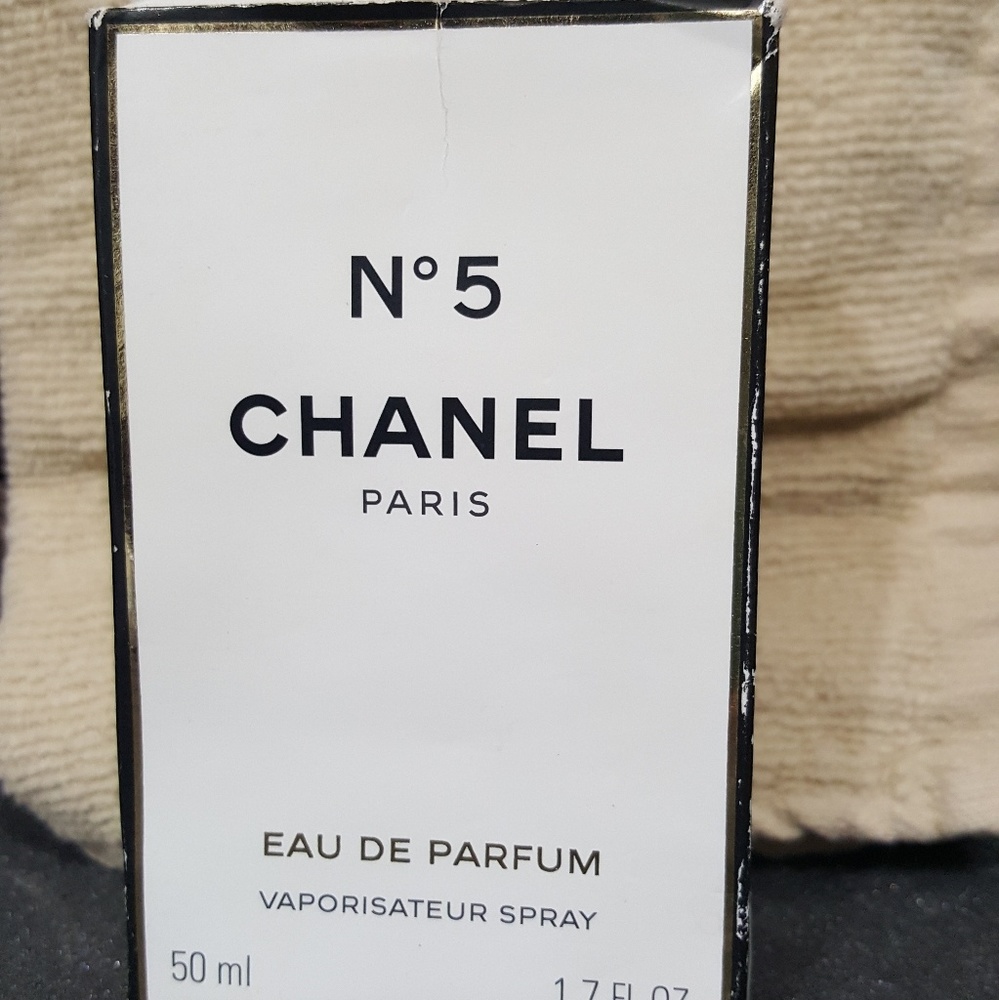 N° 5
CHANEL
PARIS
EAU DE PARFUM
VAPORISATEUR SPRAY
50 ml
1.7 FL OZ